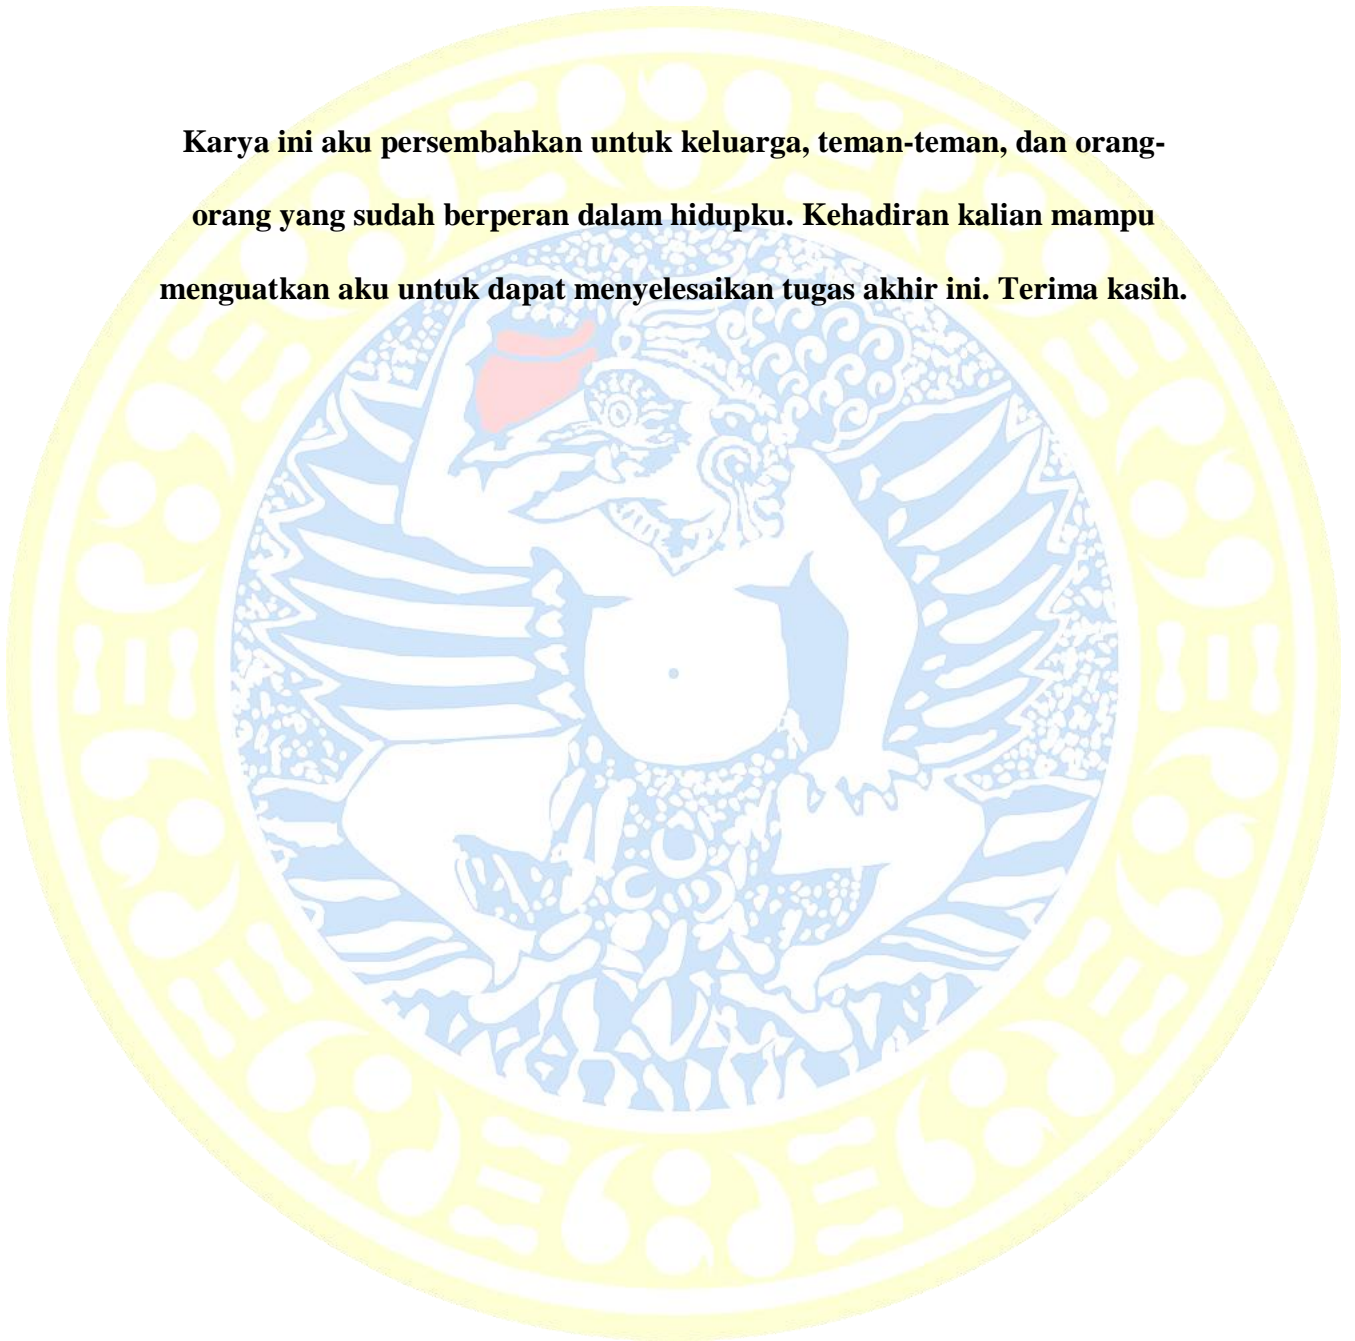 Karya ini aku persembahkan untuk keluarga, teman-teman, dan orang-
orang yang sudah berperan dalam hidupku. Kehadiran kalian mampu
menguatkan aku untuk dapat menyelesaikan tugas akhir ini. Terima kasih.